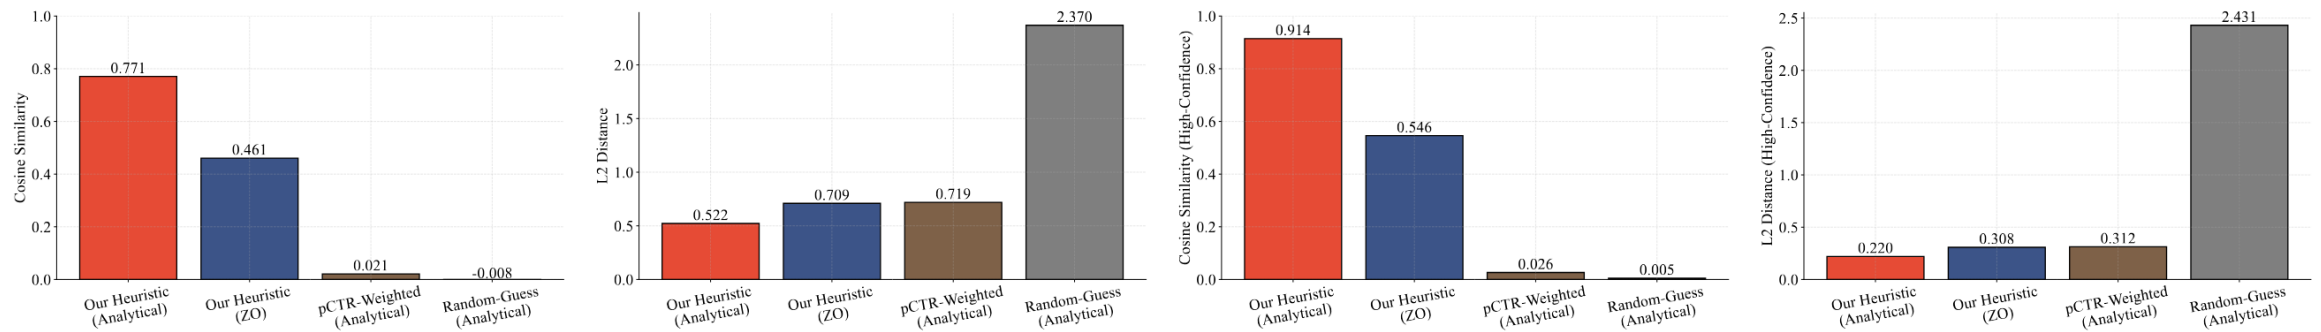 Cosine Similarity
1.0
0.8
0.6
0.4
0.2
0.0
0.771
0.461
0.021
-0.008
Our Heuristic
(Analytical)
Our Heuristic
(ZO)
pCTR-Weighted
(Analytical)
Random-Guess
(Analytical)
L2 Distance
2.0
1.5
1.0
0.5
0.0
0.522
0.709
0.719
2.370
Our Heuristic
(Analytical)
Our Heuristic
(ZO)
pCTR-Weighted
(Analytical)
Random-Guess
(Analytical)
Cosine Similarity (High-Confidence)
1.0
0.8
0.6
0.4
0.2
0.0
0.914
0.546
0.026
0.005
Our Heuristic
(Analytical)
Our Heuristic
(ZO)
pCTR-Weighted
(Analytical)
Random-Guess
(Analytical)
L2 Distance (High-Confidence)
2.5
2.0
1.5
1.0
0.5
0.0
0.220
0.308
0.312
2.431
Our Heuristic
(Analytical)
Our Heuristic
(ZO)
pCTR-Weighted
(Analytical)
Random-Guess
(Analytical)